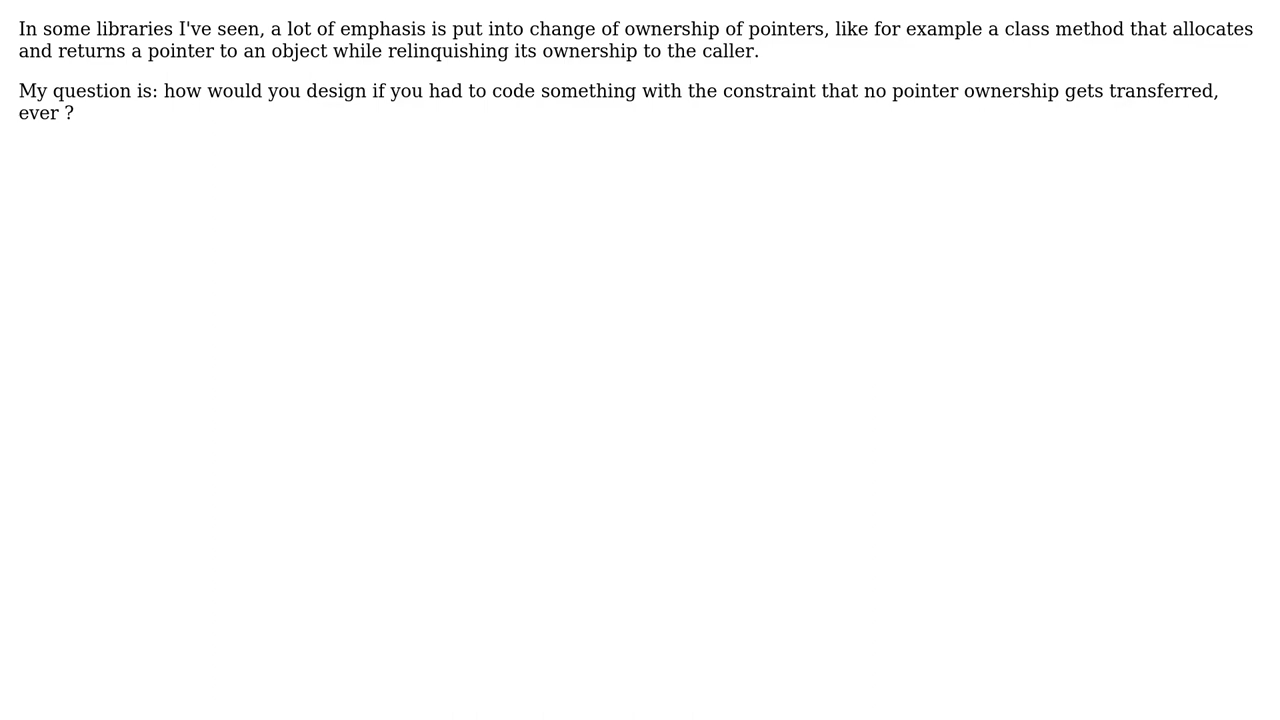 In some libraries I've seen, a lot of emphasis is put into change of ownership of pointers, like for example a class method that allocates
and returns a pointer to an object while relinquishing its ownership to the caller.
My question is: how would you design if you had to code something with the constraint that no pointer ownership gets transferred,
ever ?